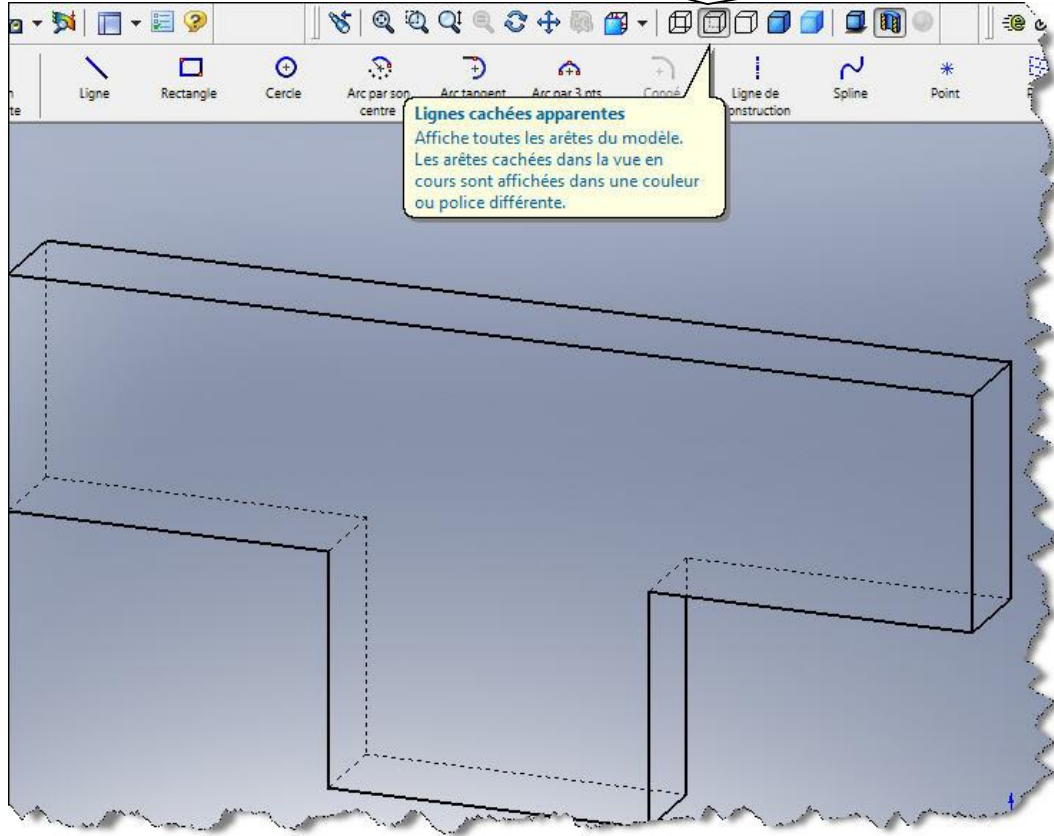 Ligne
Rectangle
Cercle
Arc par son
centre
Arc tangent
Arc par 3 pts
Congé
Ligne de
onstruction
Spline
Point
te
Lignes cachées apparentes
Affiche toutes les arêtes du modèle.
Les arêtes cachées dans la vue en
cours sont affichées dans une couleur
ou police différente.